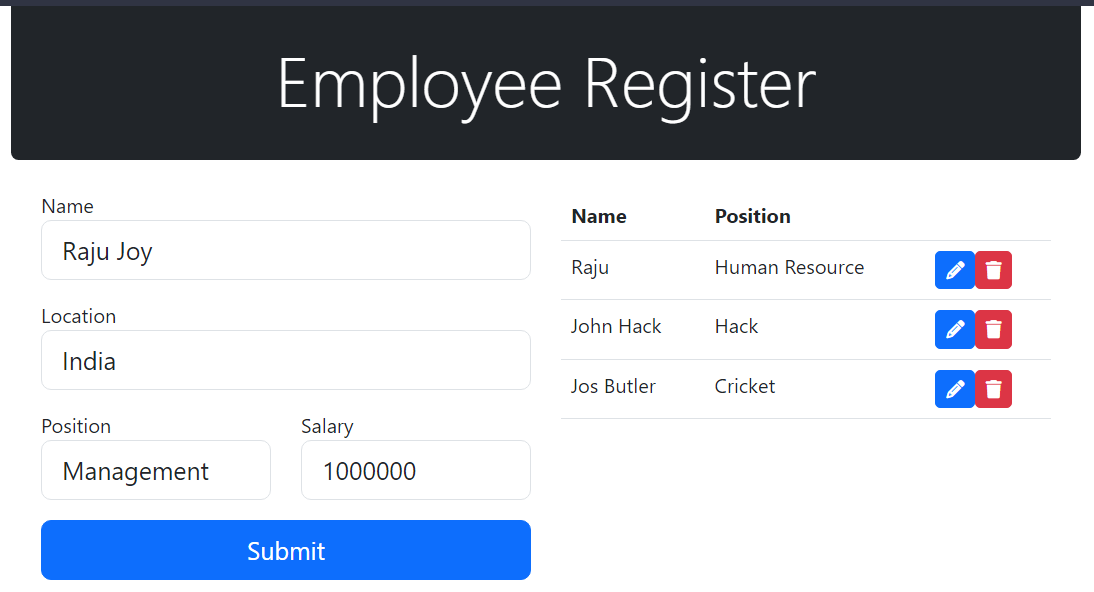 Employee Register
Name
Raju Joy
Location
India
Position Salary
Management 1000000
Submit
Name Position
Raju Human Resource
John Hack Hack
Jos Butler Cricket